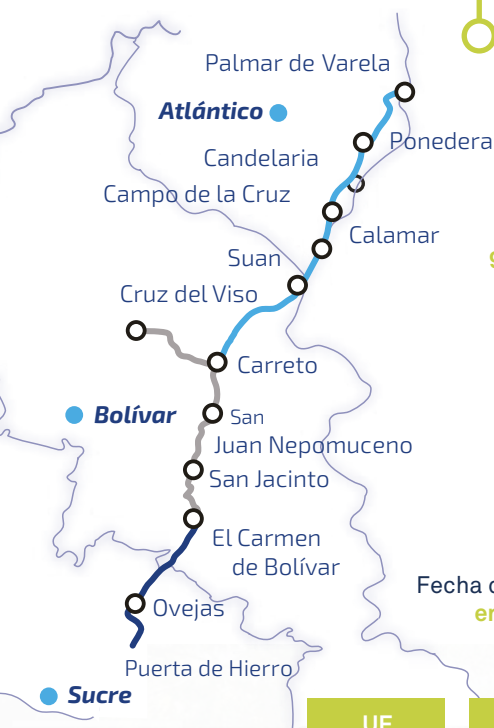 Palmar de Varela
Atlántico
Ponedera
Candelaria
Campo de la Cruz
Calamar
Suan
Cruz del Viso
Carreto
Bolívar
San
Juan Nepomuceno
San Jacinto
El Carmen
de Bolívar
Fecha
Ovejas
Puerta de Hierro
Sucre
UF